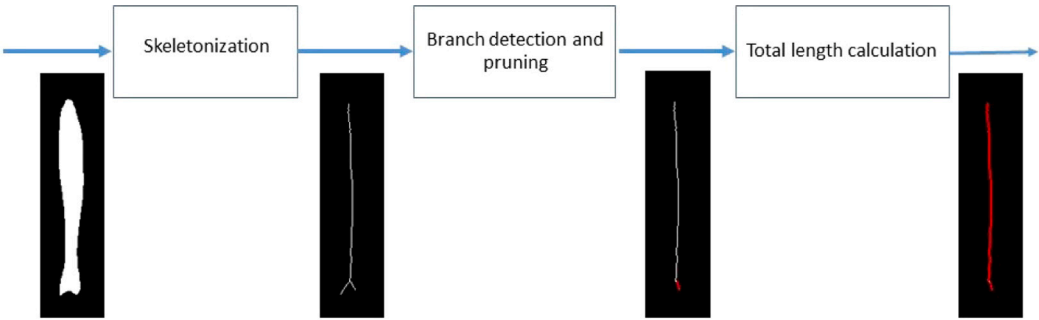 Skeletonization
Branch detection and
pruning
Total length calculation